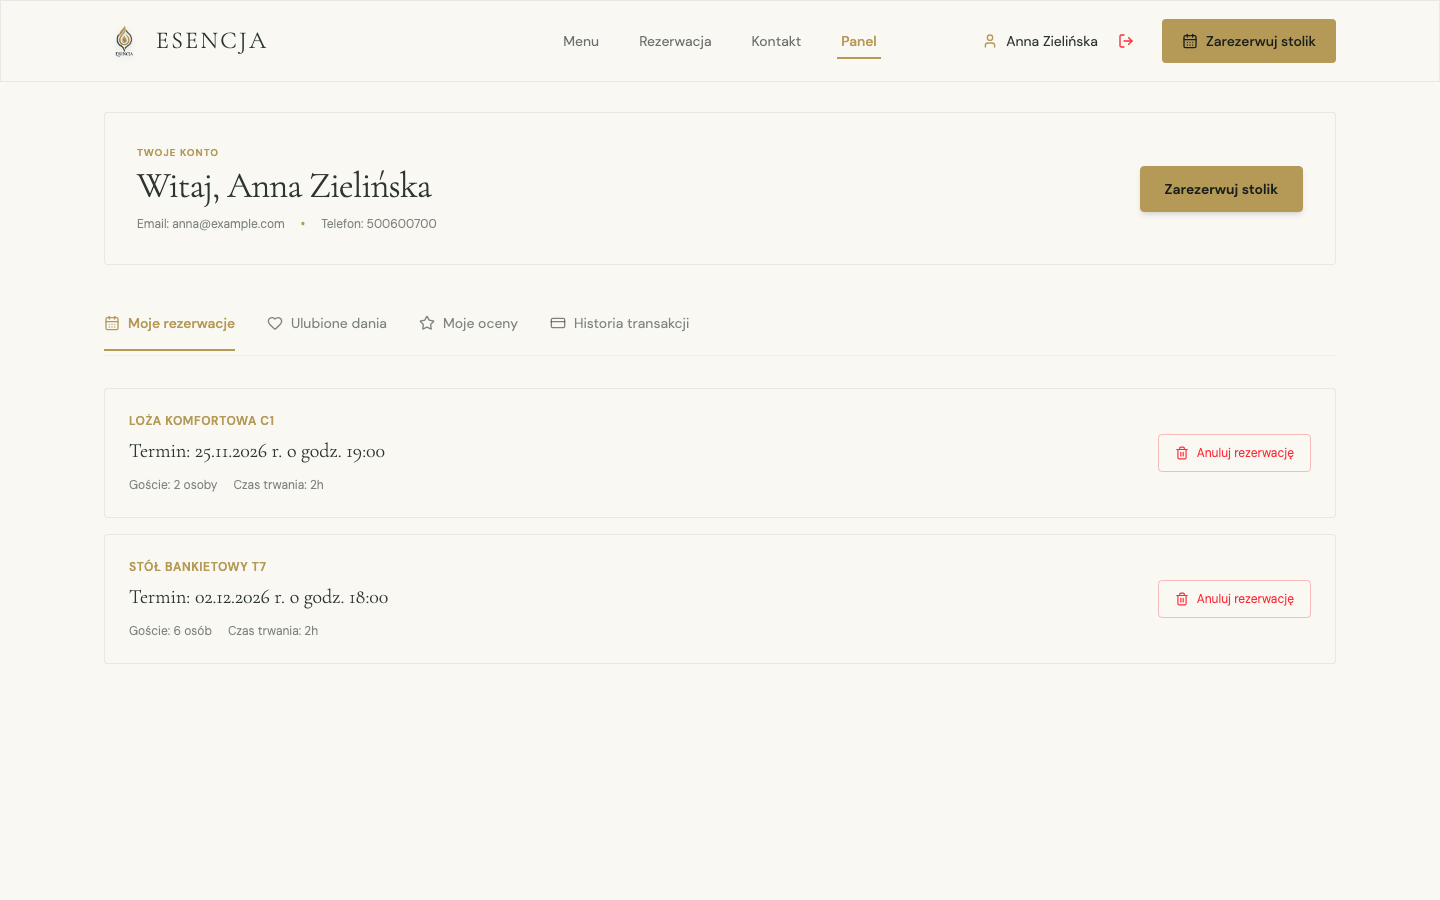 ESENCJA
ESENCJA
Menu
Rezerwacja
Kontakt
Panel
Anna Zielińska
Zarezerwuj stolik
TWOJE KONTO
Witaj, Anna Zielińska
Email: anna@example.com • Telefon: 500600700
Zarezerwuj stolik
Moje rezerwacje
Ulubione dania
Moje oceny
Historia transakcji
LOŻA KOMFORTOWA C1
Termin: 25.11.2026 r. o godz. 19:00
Goście: 2 osoby Czas trwania: 2h
Anuluj rezerwację
STÓŁ BANKIETOWY T7
Termin: 02.12.2026 r. o godz. 18:00
Goście: 6 osób Czas trwania: 2h
Anuluj rezerwację